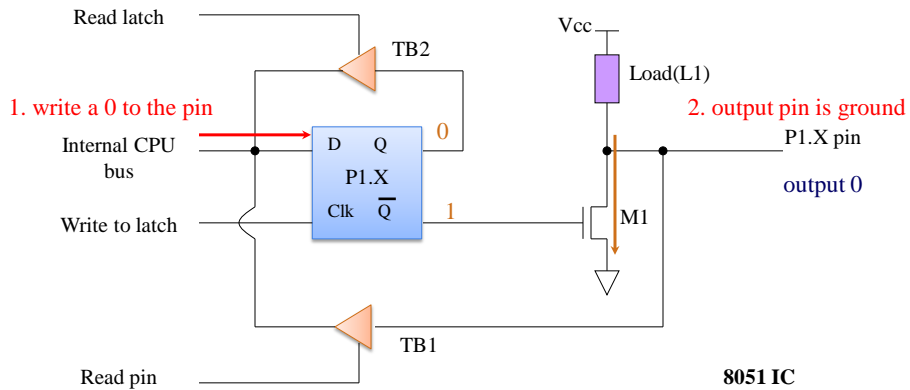 Read latch
Vcc
TB2
Load(L1)
1. write a 0 to the pin
2. output pin is ground
0
Internal CPU
bus
D Q
P1.X pin
P1.X
output 0
Write to latch
Clk Q
1
M1
TB1
Read pin
8051 IC